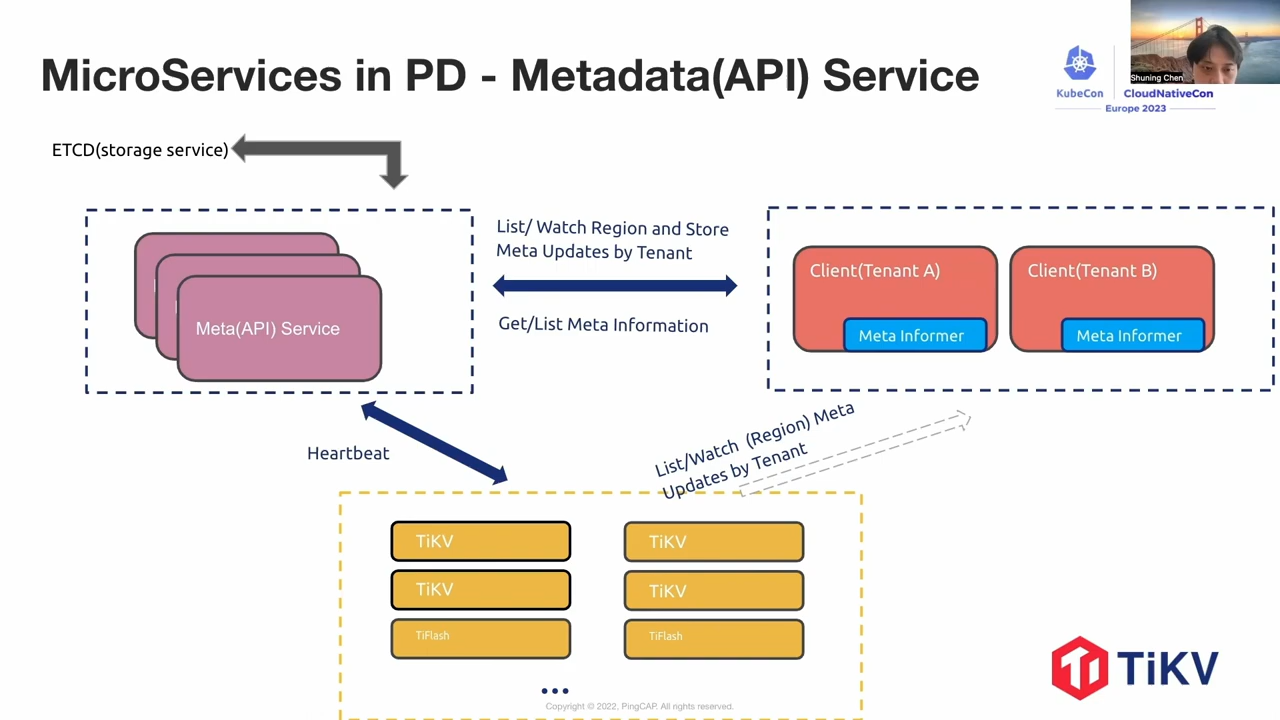 MicroServices in PD - Metadata(API) Service
KubeCon
CloudNativeCon
Europe 2023
Shuning Chen
ETCD(storage service)
List/ Watch Region and Store
Meta Updates by Tenant
Get/List Meta Information
Meta(API) Service
Client(Tenant A)
Meta Informer
Client(Tenant B)
Meta Informer
Heartbeat
List/Watch (Region) Meta
Updates by Tenant
TiKV
TiKV
TiKV
TiKV
TiFlash
TiFlash
...
Copyright © 2022, PingCAP. All rights reserved.
TiKV